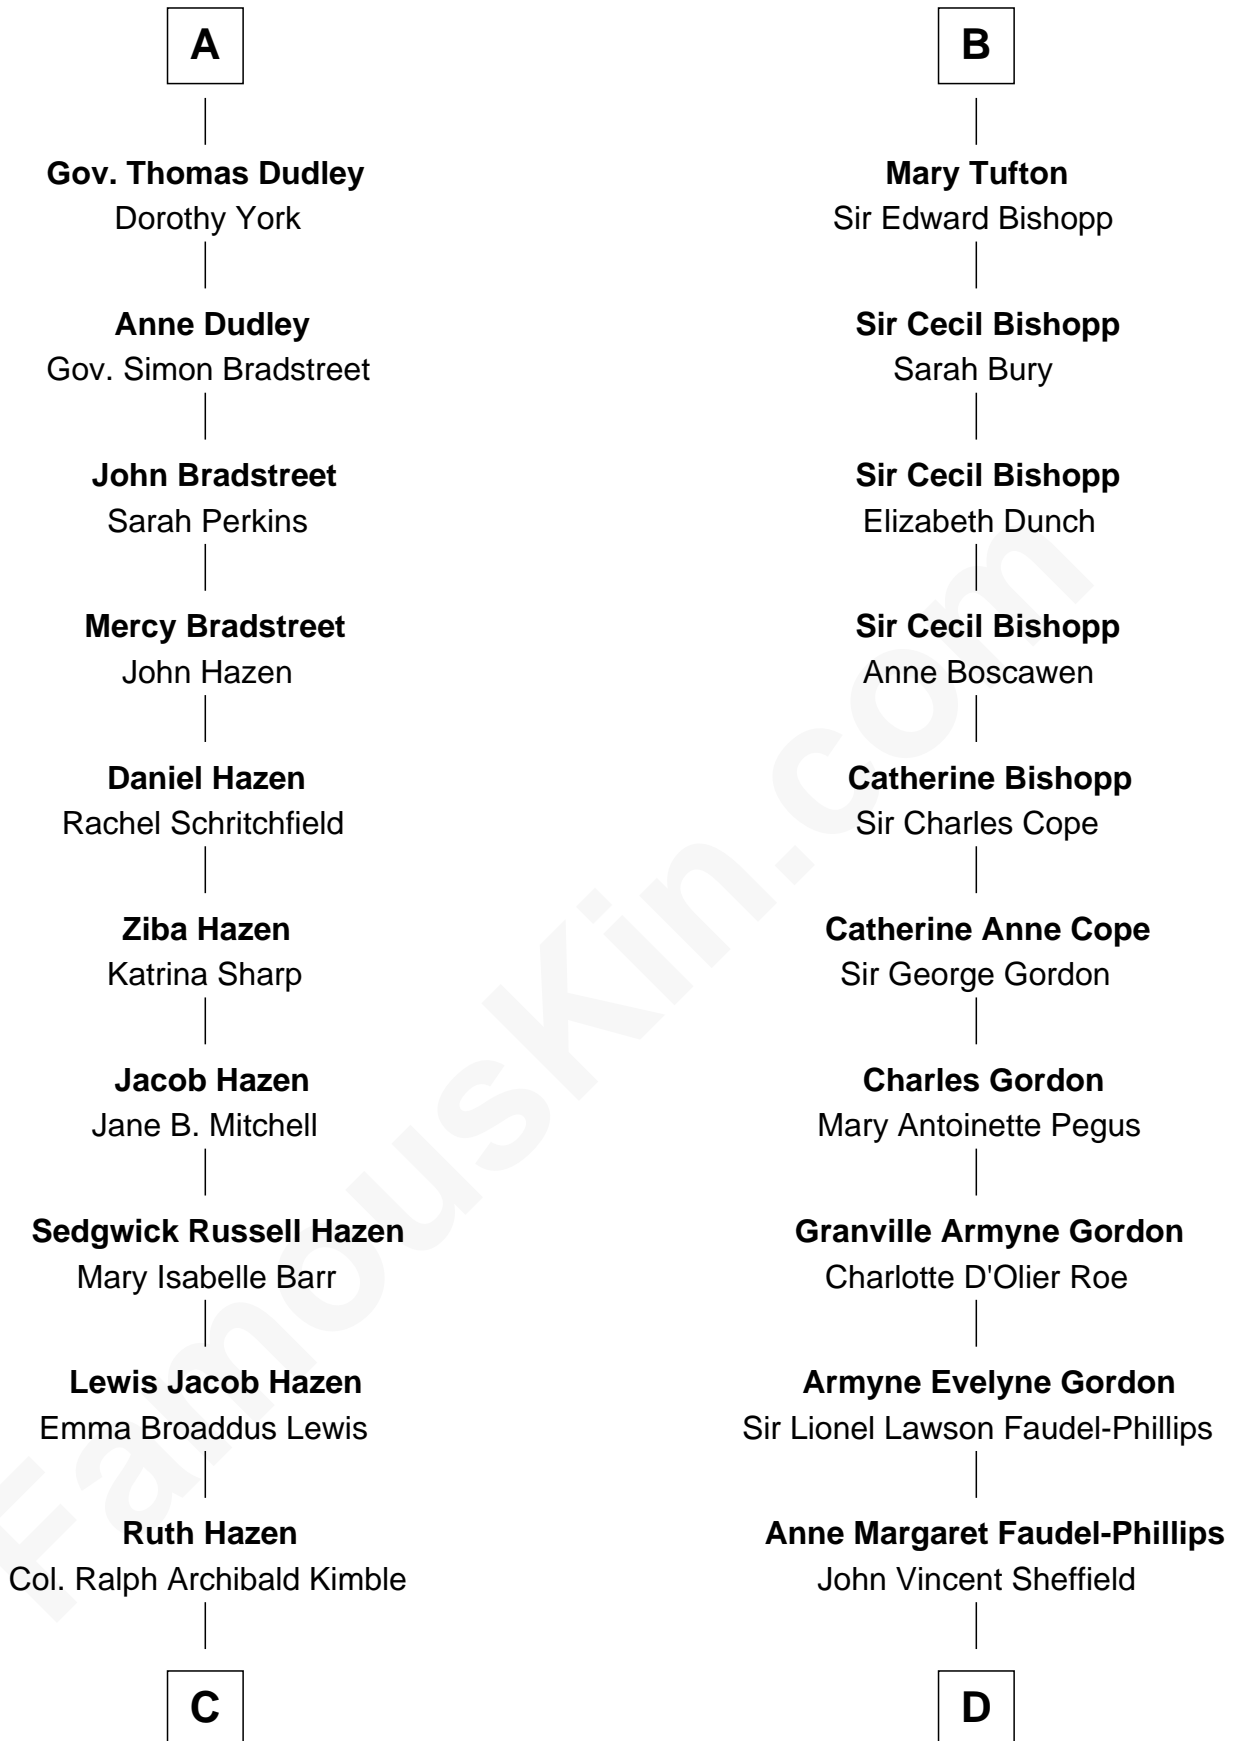 A
Gov. Thomas Dudley
Dorothy York
Anne Dudley
Gov. Simon Bradstreet
John Bradstreet
Sarah Perkins
Mercy Bradstreet
John Hazen
Daniel Hazen
Rachel Schritchfield
Ziba Hazen
Katrina Sharp
Jacob Hazen
Jane B. Mitchell
Sedgwick Russell Hazen
Mary Isabelle Barr
Lewis Jacob Hazen
Emma Broaddus Lewis
Ruth Hazen
Col. Ralph Archibald Kimble
C
B
Mary Tufton
Sir Edward Bishopp
Sir Cecil Bishopp
Sarah Bury
Sir Cecil Bishopp
Elizabeth Dunch
Sir Cecil Bishopp
Anne Boscawen
Catherine Bishopp
Sir Charles Cope
Catherine Anne Cope
Sir George Gordon
Charles Gordon
Mary Antoinette Pegus
Granville Armyne Gordon
Charlotte D'Olier Roe
Armyne Evelyne Gordon
Sir Lionel Lawson Faudel-Phillips
Anne Margaret Faudel-Phillips
John Vincent Sheffield
D
FamousKin.com